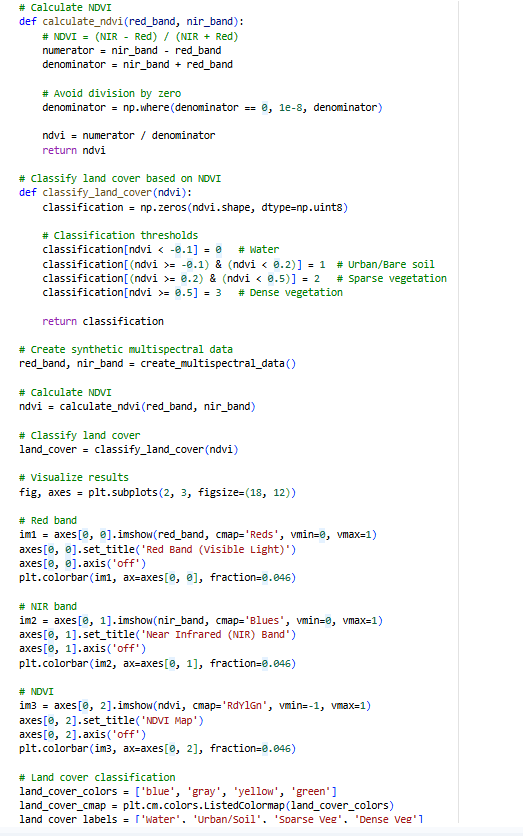 # Calculate NDVI
def calculate_ndvi(red_band, nir_band):
    # NDVI = (NIR - Red) / (NIR + Red)
    numerator = nir_band - red_band
    denominator = nir_band + red_band

    # Avoid division by zero
    denominator = np.where(denominator == 0, 1e-8, denominator)

    ndvi = numerator / denominator
    return ndvi

# Classify land cover based on NDVI
def classify_land_cover(ndvi):
    classification = np.zeros(ndvi.shape, dtype=np.uint8)

    # Classification thresholds
    classification[ndvi < -0.1] = 0  # Water
    classification[(ndvi >= -0.1) & (ndvi < 0.2)] = 1  # Urban/Bare soil
    classification[(ndvi >= 0.2) & (ndvi < 0.5)] = 2  # Sparse vegetation
    classification[ndvi >= 0.5] = 3  # Dense vegetation

    return classification

# Create synthetic multispectral data
red_band, nir_band = create_multispectral_data()

# Calculate NDVI
ndvi = calculate_ndvi(red_band, nir_band)

# Classify land cover
land_cover = classify_land_cover(ndvi)

# Visualize results
fig, axes = plt.subplots(2, 3, figsize=(18, 12))

# Red band
im1 = axes[0, 0].imshow(red_band, cmap='Reds', vmin=0, vmax=1)
axes[0, 0].set_title('Red Band (Visible Light)')
axes[0, 0].axis('off')
plt.colorbar(im1, ax=axes[0, 0], fraction=0.046)

# NIR band
im2 = axes[0, 1].imshow(nir_band, cmap='Blues', vmin=0, vmax=1)
axes[0, 1].set_title('Near Infrared (NIR) Band')
axes[0, 1].axis('off')
plt.colorbar(im2, ax=axes[0, 1], fraction=0.046)

# NDVI
im3 = axes[0, 2].imshow(ndvi, cmap='RdYlGn', vmin=-1, vmax=1)
axes[0, 2].set_title('NDVI Map')
axes[0, 2].axis('off')
plt.colorbar(im3, ax=axes[0, 2], fraction=0.046)

# Land cover classification
land_cover_colors = ['blue', 'gray', 'yellow', 'green']
land_cover_cmap = plt.cm.colors.ListedColormap(land_cover_colors)
land_cover_labels = ['Water', 'Urban/Soil', 'Sparse Veg', 'Dense Veg']